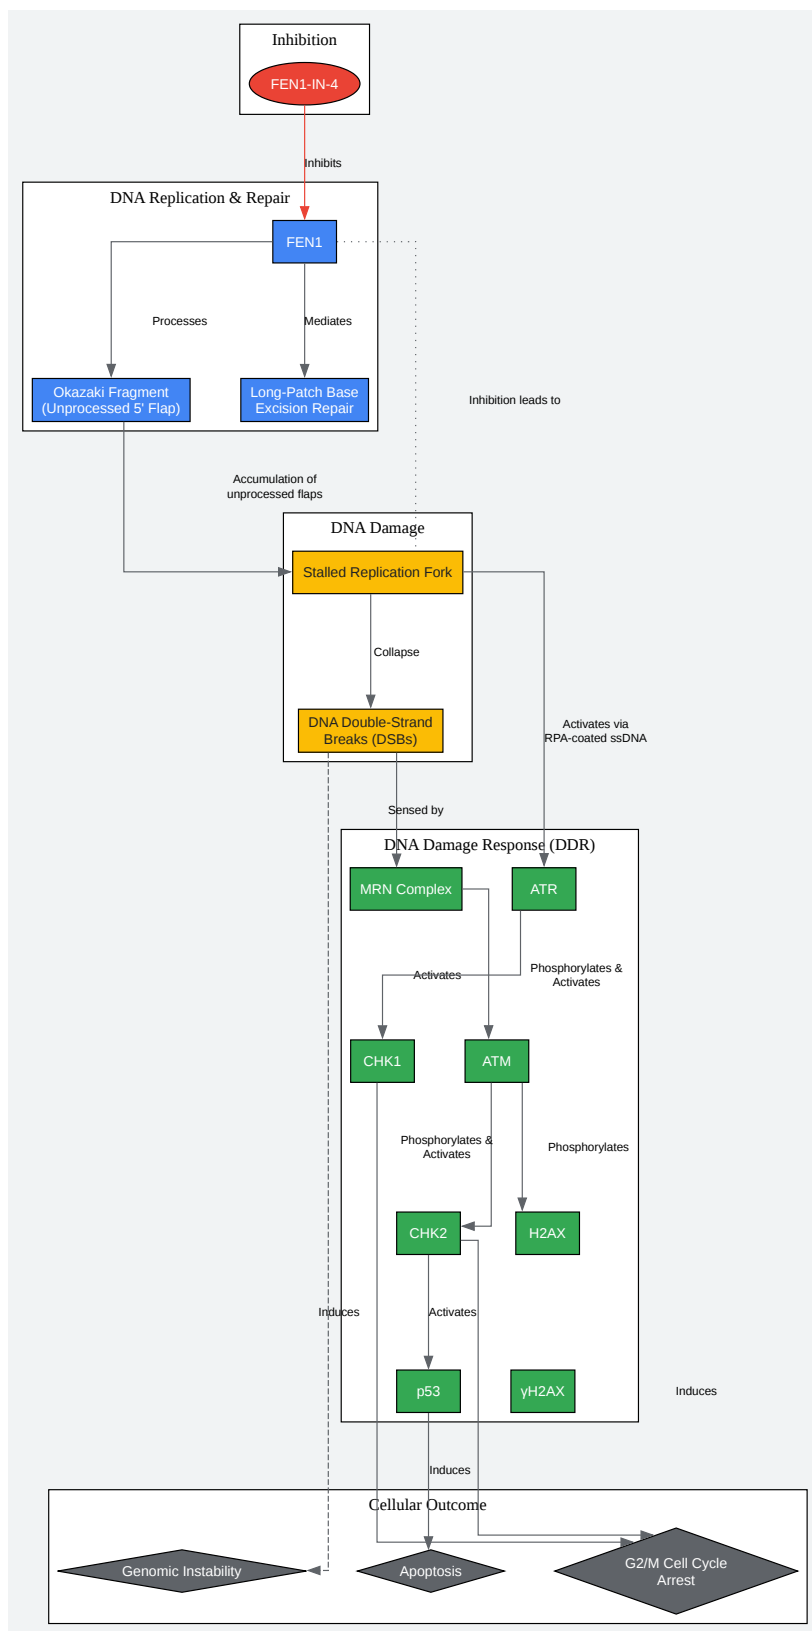 Inhibition
FEN1-IN-4
Inhibits
DNA Replication & Repair
FEN1
Processes
Mediates
Okazaki Fragment
(Unprocessed 5' Flap)
Long-Patch Base
Excision Repair
Inhibition leads to
Accumulation of
unprocessed flaps
DNA Damage
Stalled Replication Fork
Collapse
DNA Double-Strand
Breaks (DSBs)
Activates via
RPA-coated ssDNA
Sensed by
DNA Damage Response (DDR)
MRN Complex
ATR
Activates
Phosphorylates &
Activates
CHK1
ATM
Phosphorylates &
Activates
Phosphorylates
CHK2
H2AX
Induces
Activates
p53
γH2AX
Induces
Induces
Cellular Outcome
Genomic Instability
Apoptosis
G2/M Cell Cycle
Arrest